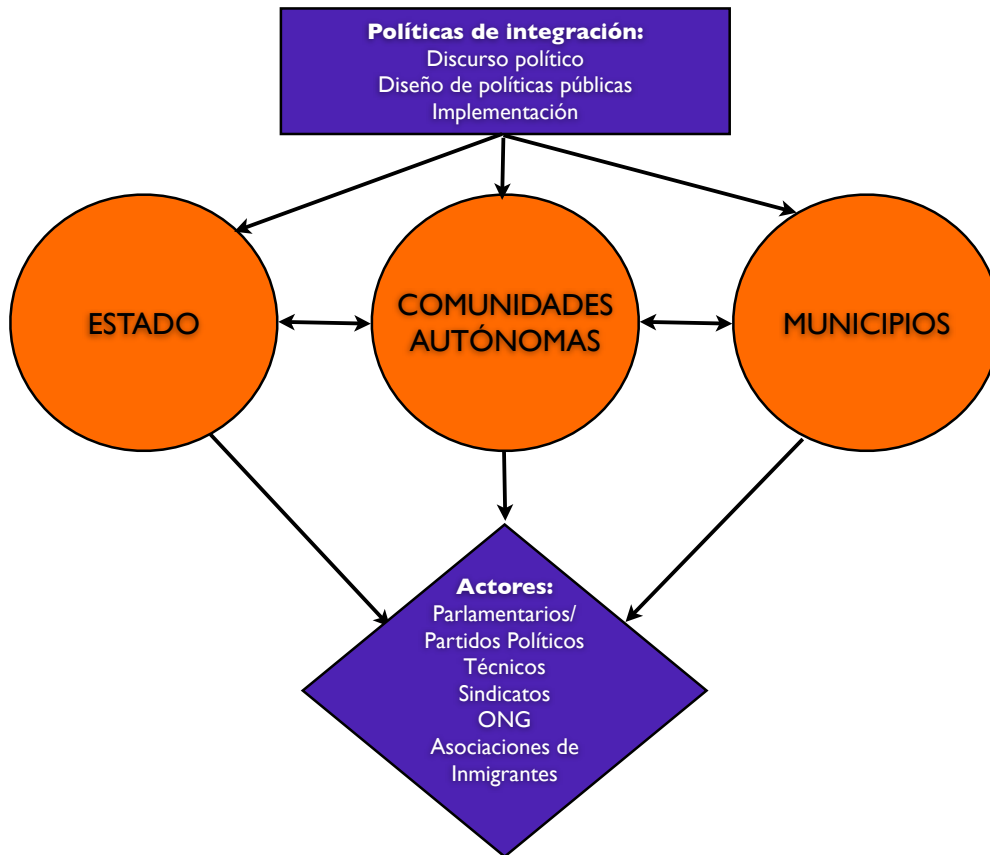 Políticas de integración:
Discurso político
Diseño de políticas públicas
Implementación
ESTADO
COMUNIDADES
AUTÓNOMAS
MUNICIPIOS
Actores:
Parlamentarios/
Partidos Políticos
Técnicos
Sindicatos
ONG
Asociaciones de
Inmigrantes